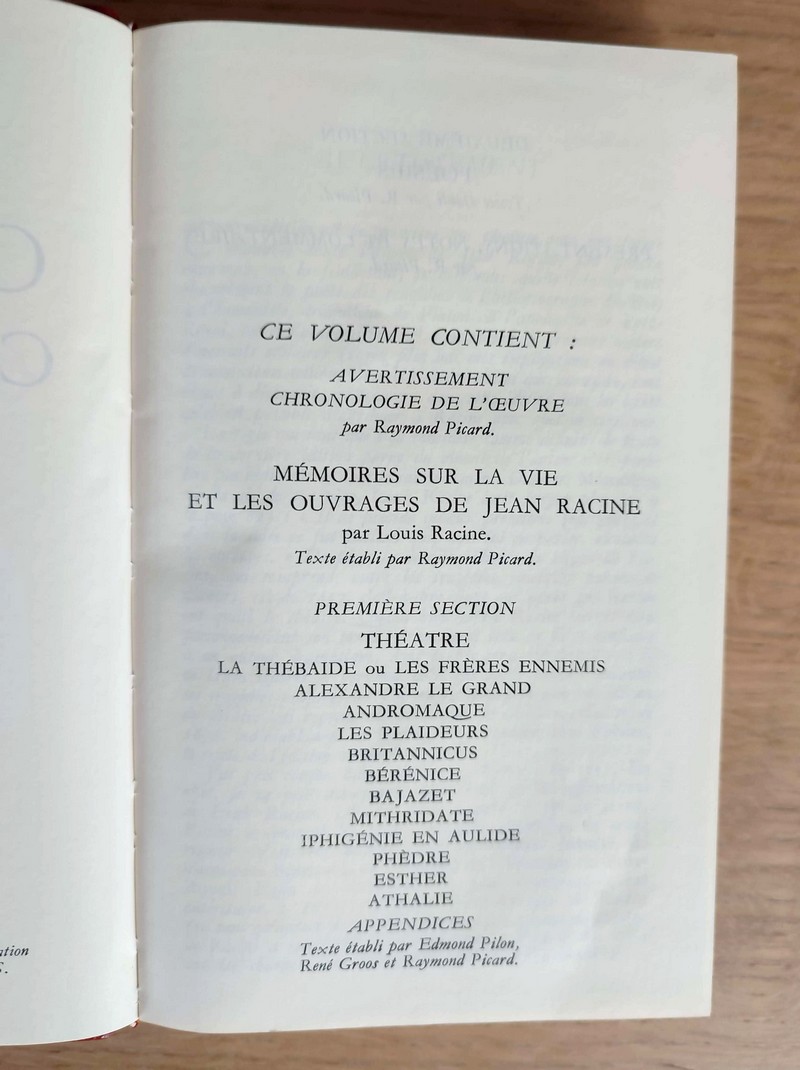 CE VOLUME CONTIENT :
AVERTISSEMENT
CHRONOLOGIE DE L'ŒUVRE
par Raymond Picard.
MÉMOIRES SUR LA VIE
ET LES OUVRAGES DE JEAN RACINE
par Louis Racine.
Texte établi par Raymond Picard.
PREMIÈRE SECTION
THÉATRE
LA THÉBAIDE ou LES FRÈRES ENNEMIS
ALEXANDRE LE GRAND
ANDROMAQUE
LES PLAIDEURS
BRITANNICUS
BÉRÉNICE
BAJAZET
MITHRIDATE
IPHIGÉNIE EN AULIDE
PHÈDRE
ESTHER
ATHALIE
APPENDICES
Texte établi par Edmond Pilon,
René Groos et Raymond Picard.